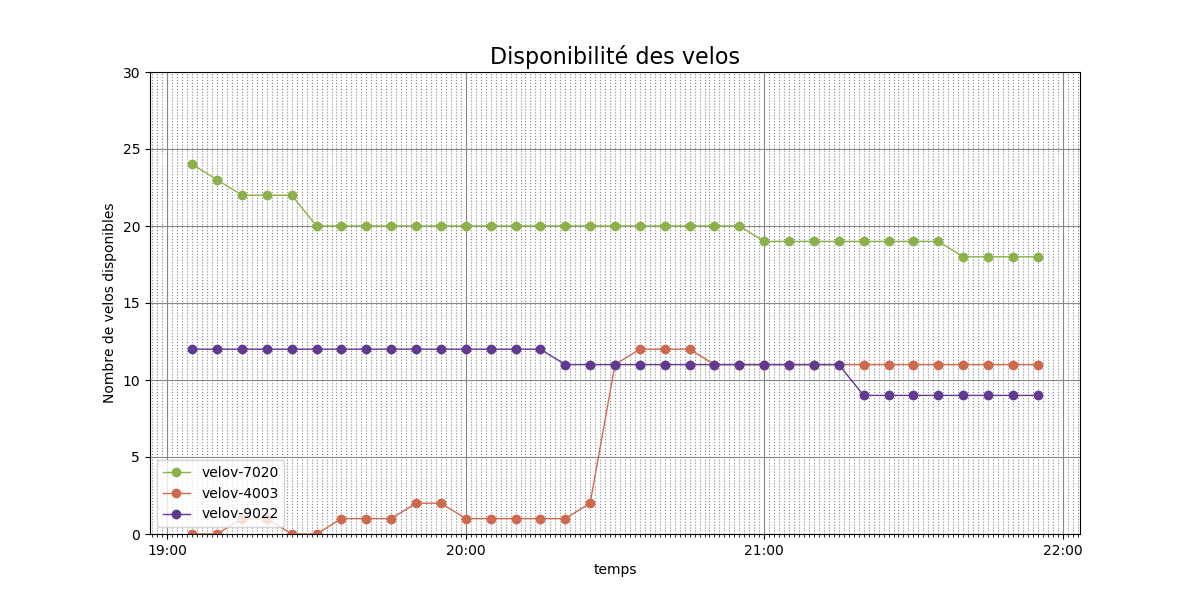 Disponibilité des velos
Nombre de velos disponibles
30
25
20
15
10
5
0
velov-7020
velov-4003
velov-9022
19:00 20:00 21:00 22:00
temps